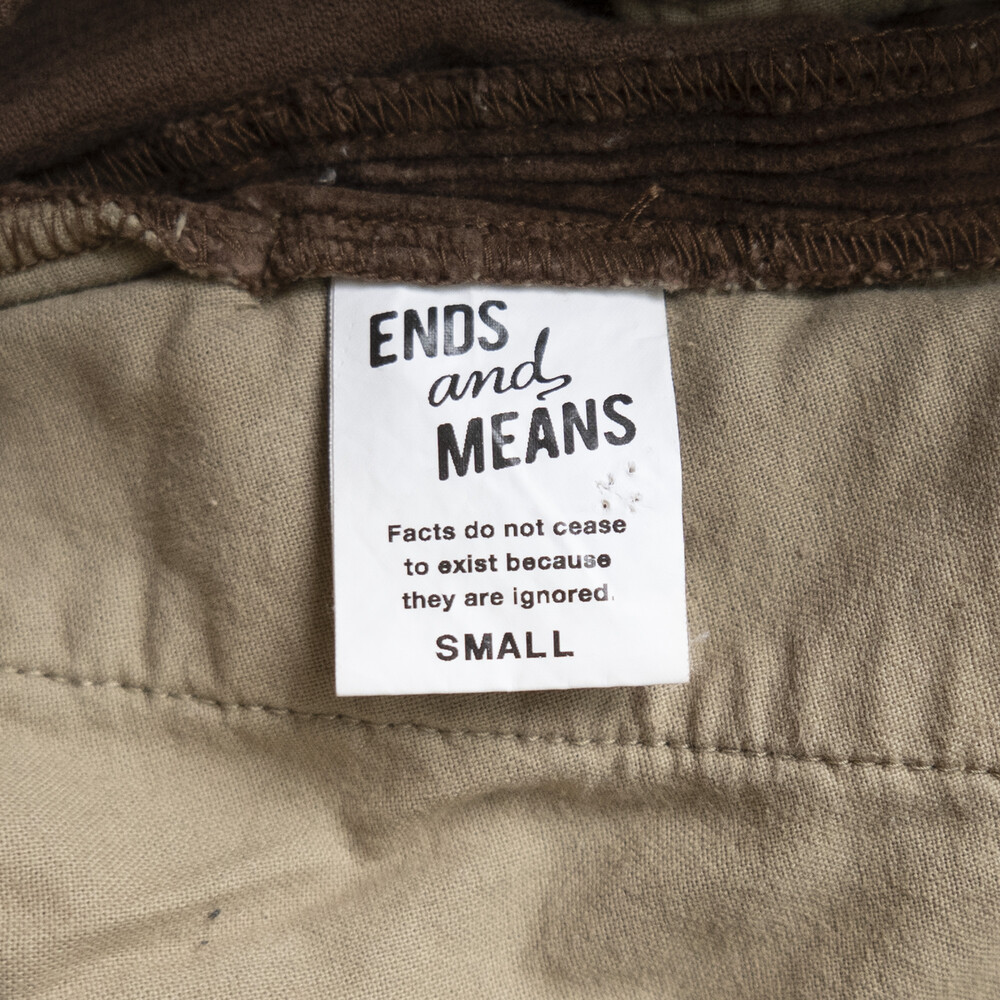 ENDS
and
MEANS
Facts do not cease
to exist because
they are ignored.
SMALL